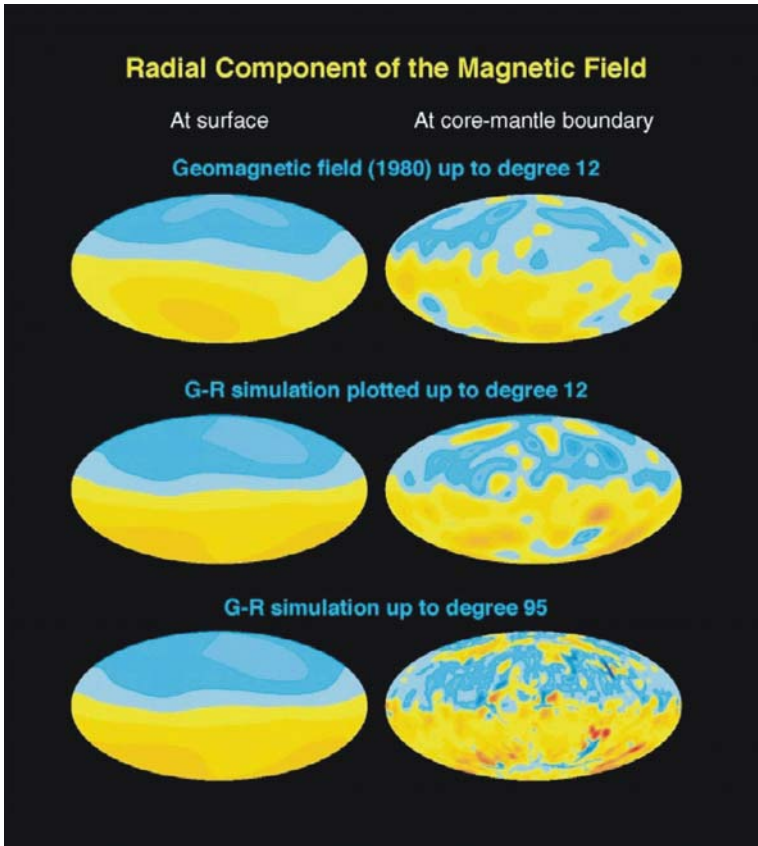 Radial Component of the Magnetic Field
At surface
At core-mantle boundary
Geomagnetic field (1980) up to degree 12
G-R simulation plotted up to degree 12
G-R simulation up to degree 95